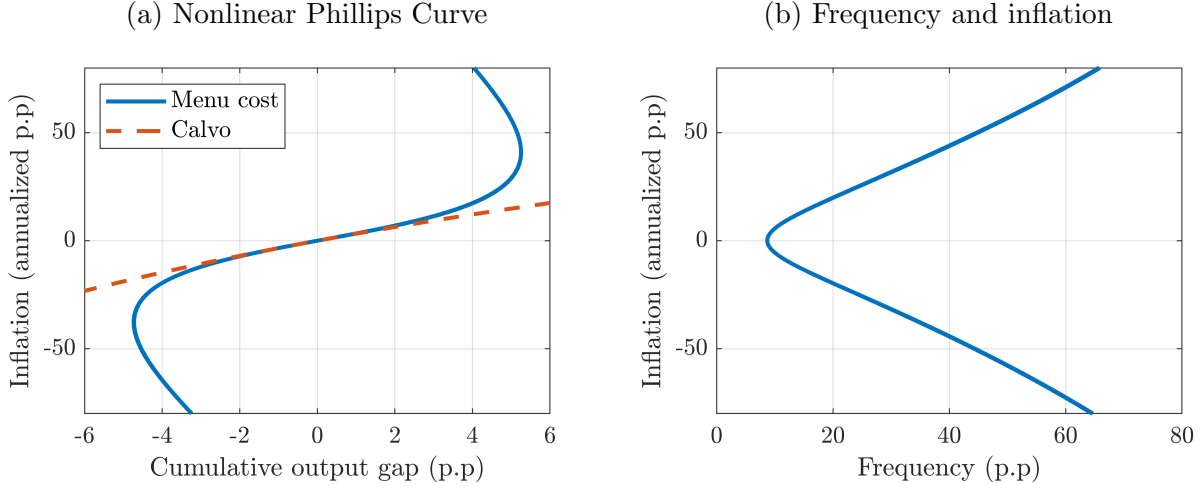 (a) Nonlinear Phillips Curve
Inflation (annualized p.p)
50
0
-50
Menu cost
Calvo
-6
-4
-2
0
2
4
6
Cumulative output gap (p.p)
(b) Frequency and inflation
Inflation (annualized p.p)
50
0
-50
0
20
40
60
80
Frequency (p.p)